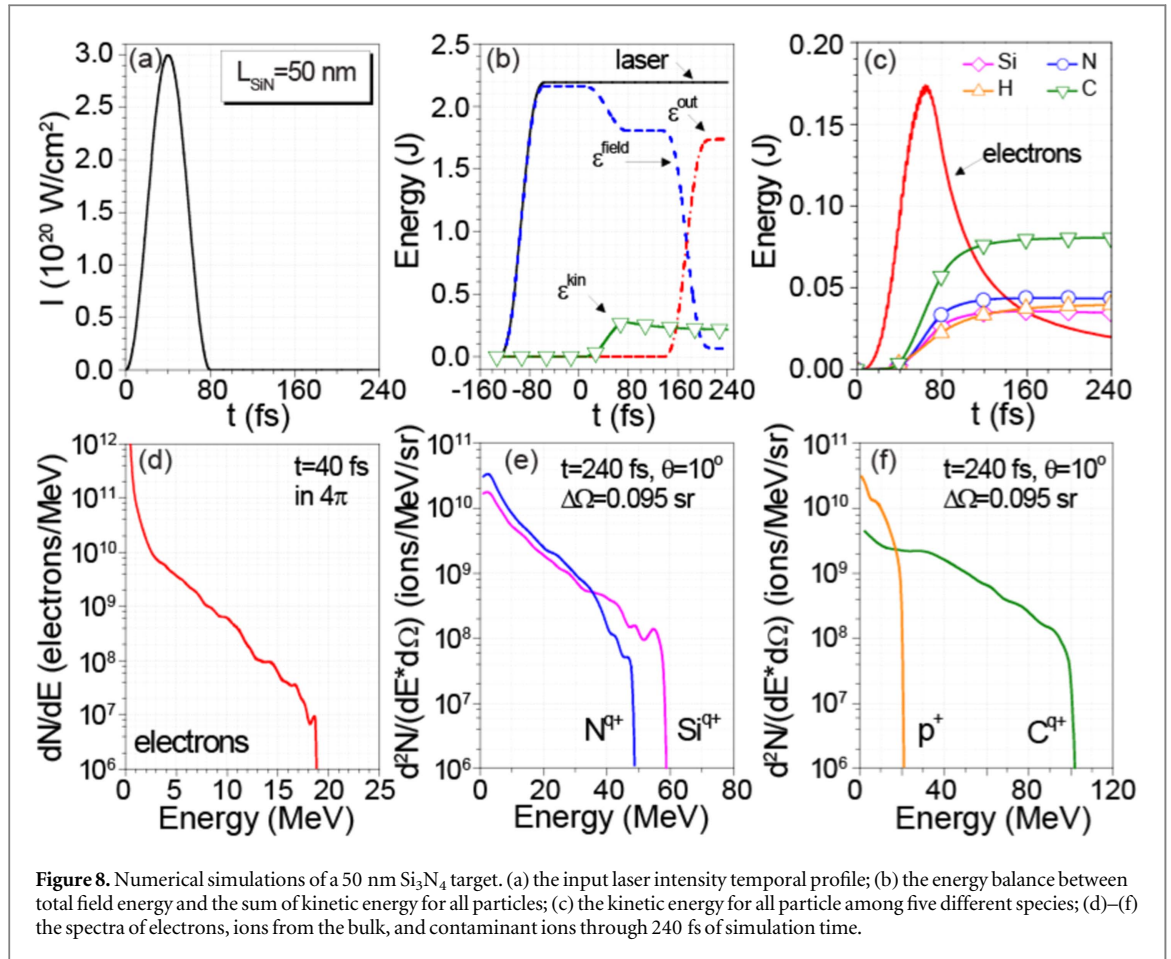 (a)
L_SiN=50 nm
I (10^20 W/cm^2)
3.0
2.5
2.0
1.5
1.0
0.5
0.0
0 80 160 240
t (fs)
(b)
laser
ε^out
ε^field
ε^kin
Energy (J)
2.5
2.0
1.5
1.0
0.5
0.0
-160 -80 0 80 160 240
t (fs)
(c)
Si N
H C
electrons
Energy (J)
0.20
0.15
0.10
0.05
0.00
0 80 160 240
t (fs)
(d)
t=40 fs
in 4π
electrons
dN/dE (electrons/MeV)
10^12
10^11
10^10
10^9
10^8
10^7
10^6
0 5 10 15 20 25
Energy (MeV)
(e)
t=240 fs, θ=10°
ΔΩ=0.095 sr
N^q+ Si^q+
d²N/(dE*dΩ) (ions/MeV/sr)
10^11
10^10
10^9
10^8
10^7
10^6
0 20 40 60 80
Energy (MeV)
(f)
t=240 fs, θ=10°
ΔΩ=0.095 sr
p^+ C^q+
d²N/(dE*dΩ) (ions/MeV/sr)
10^11
10^10
10^9
10^8
10^7
10^6
0 40 80 120
Energy (MeV)
Figure 8. Numerical simulations of a 50 nm Si₃N₄ target. (a) the input laser intensity temporal profile; (b) the energy balance between
total field energy and the sum of kinetic energy for all particles; (c) the kinetic energy for all particle among five different species; (d)–(f)
the spectra of electrons, ions from the bulk, and contaminant ions through 240 fs of simulation time.